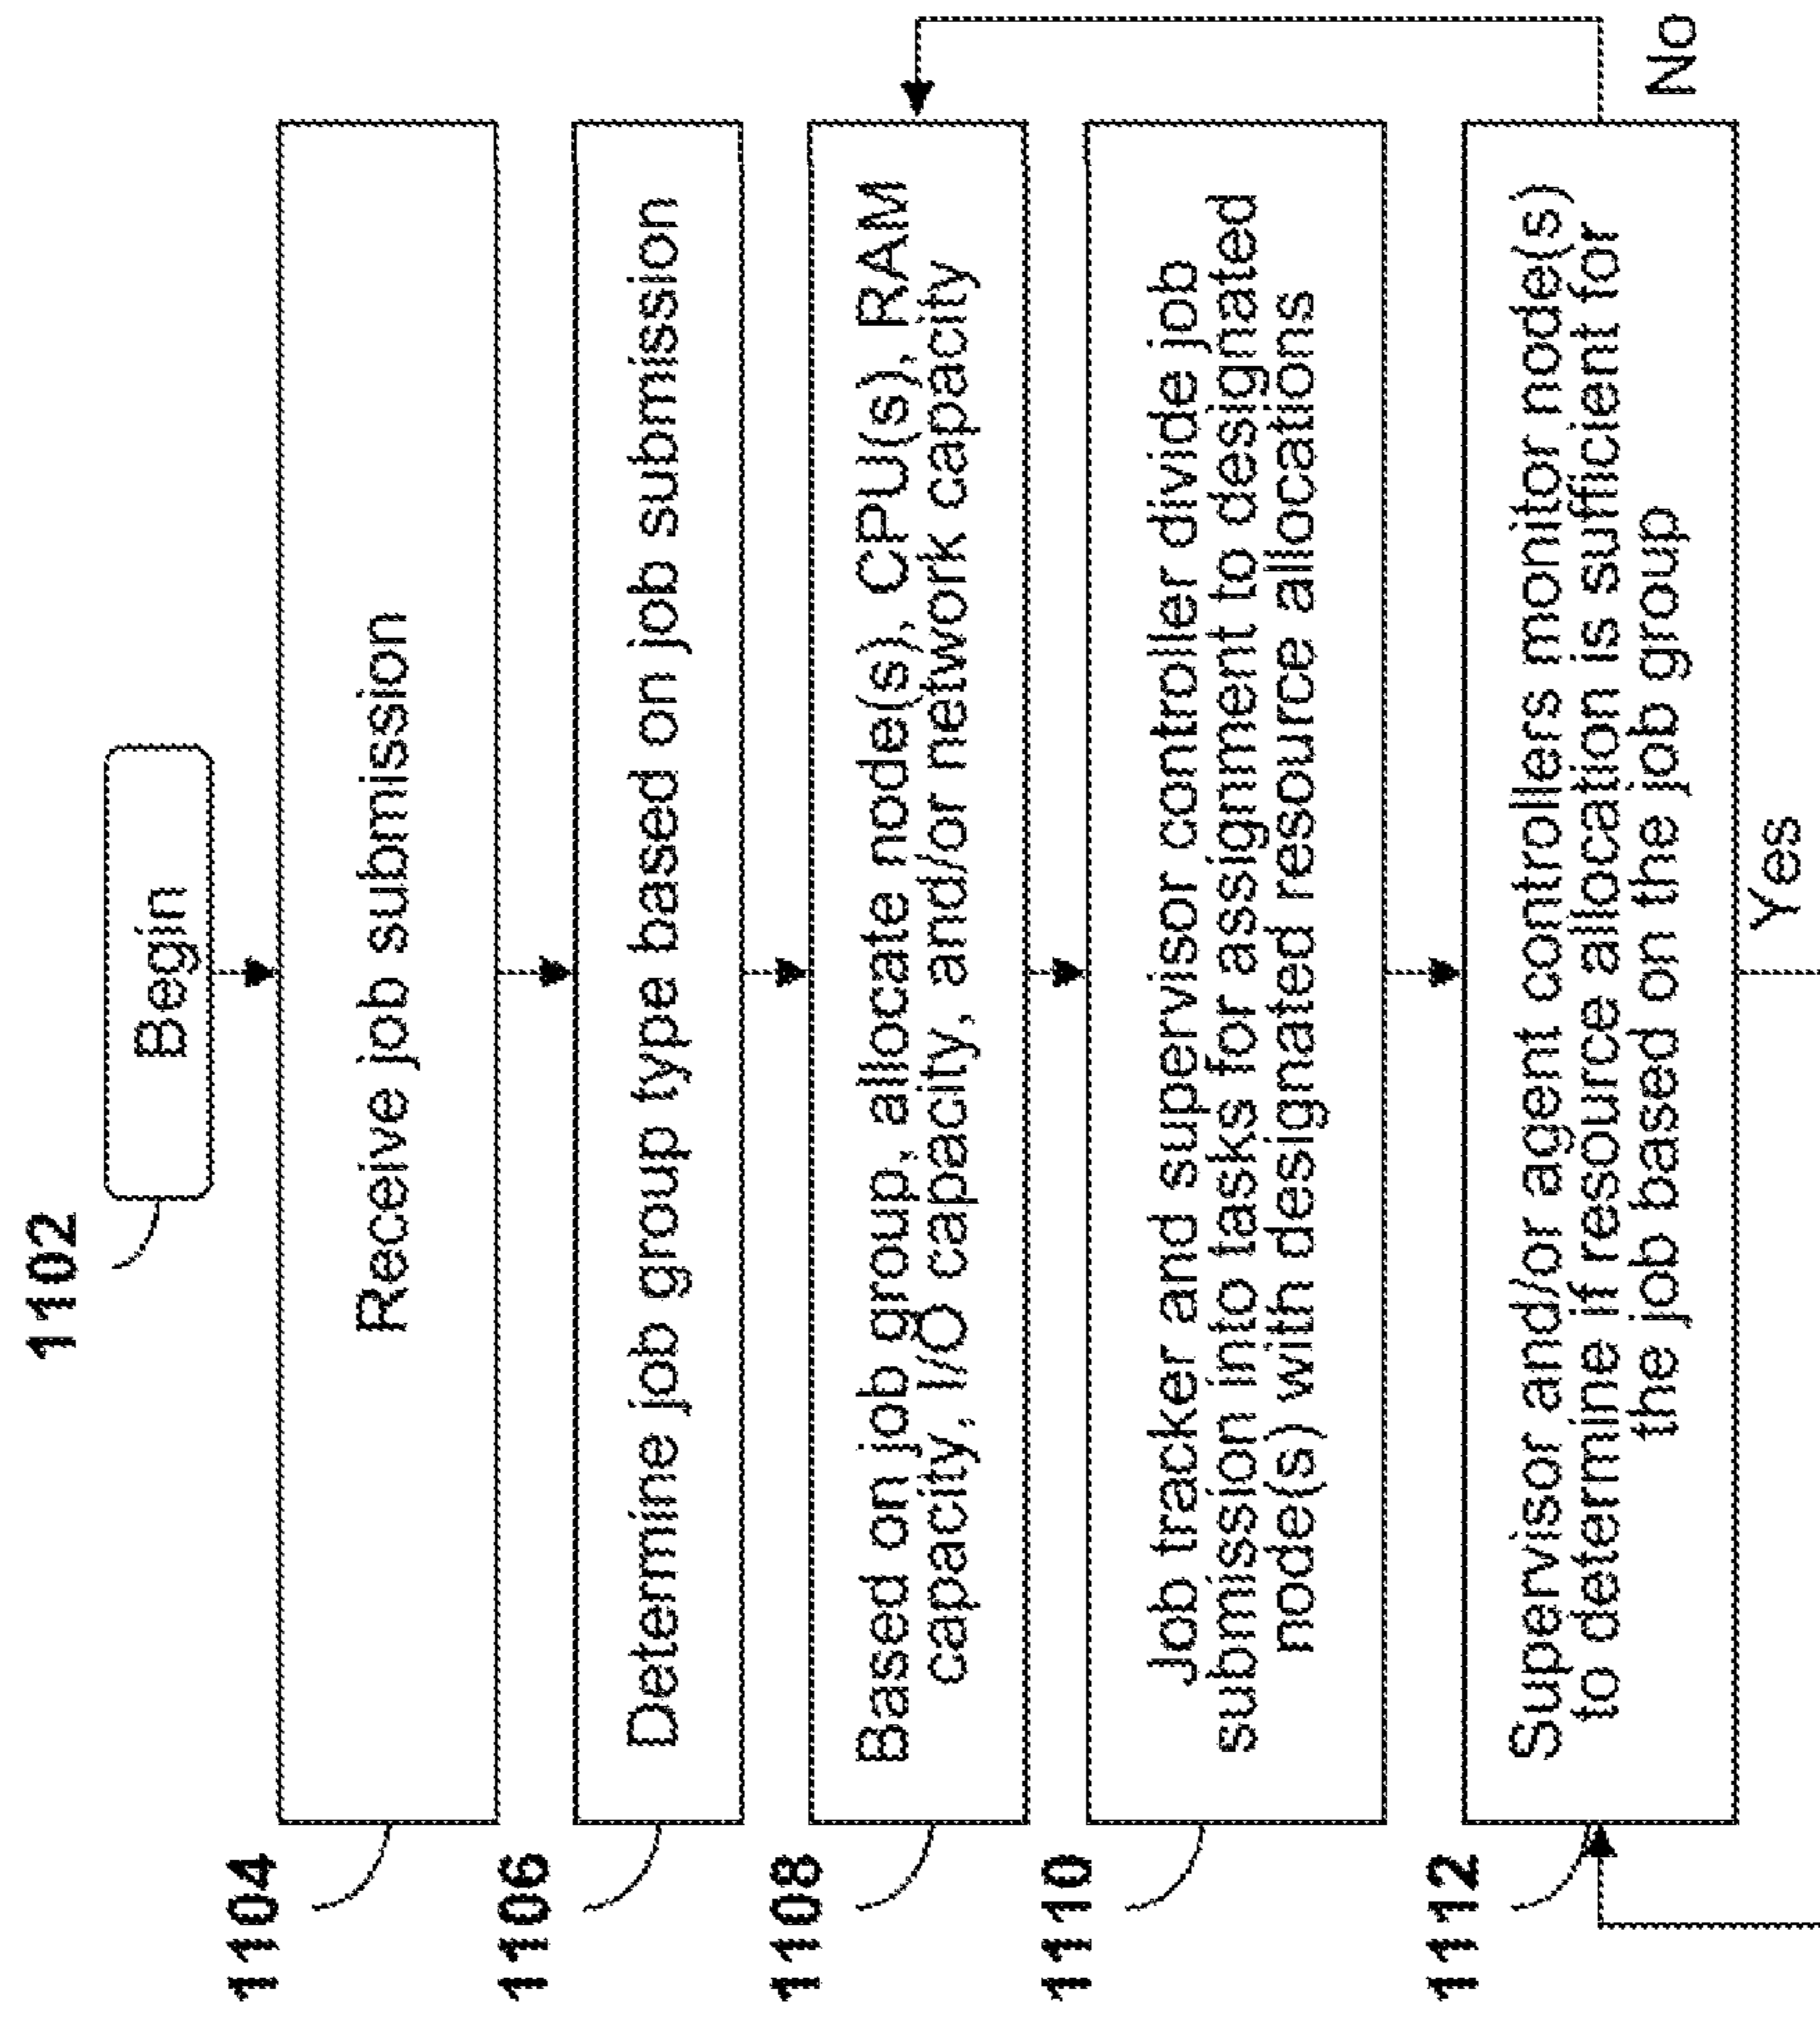 1102
Begin
1104
Receive job submission
1106
Determine job group type based on job submission
1108
Based on job group, allocate node(s), CPU(s), RAM
capacity, I/O capacity, and/or network capacity
1110
Job tracker and supervisor controller divide job
submission into tasks for assignment to designated
node(s) with designated resource allocations
1112
Supervisor and/or agent controllers monitor node(s)
to determine if resource allocation is sufficient for
the job based on the job group
No
Yes